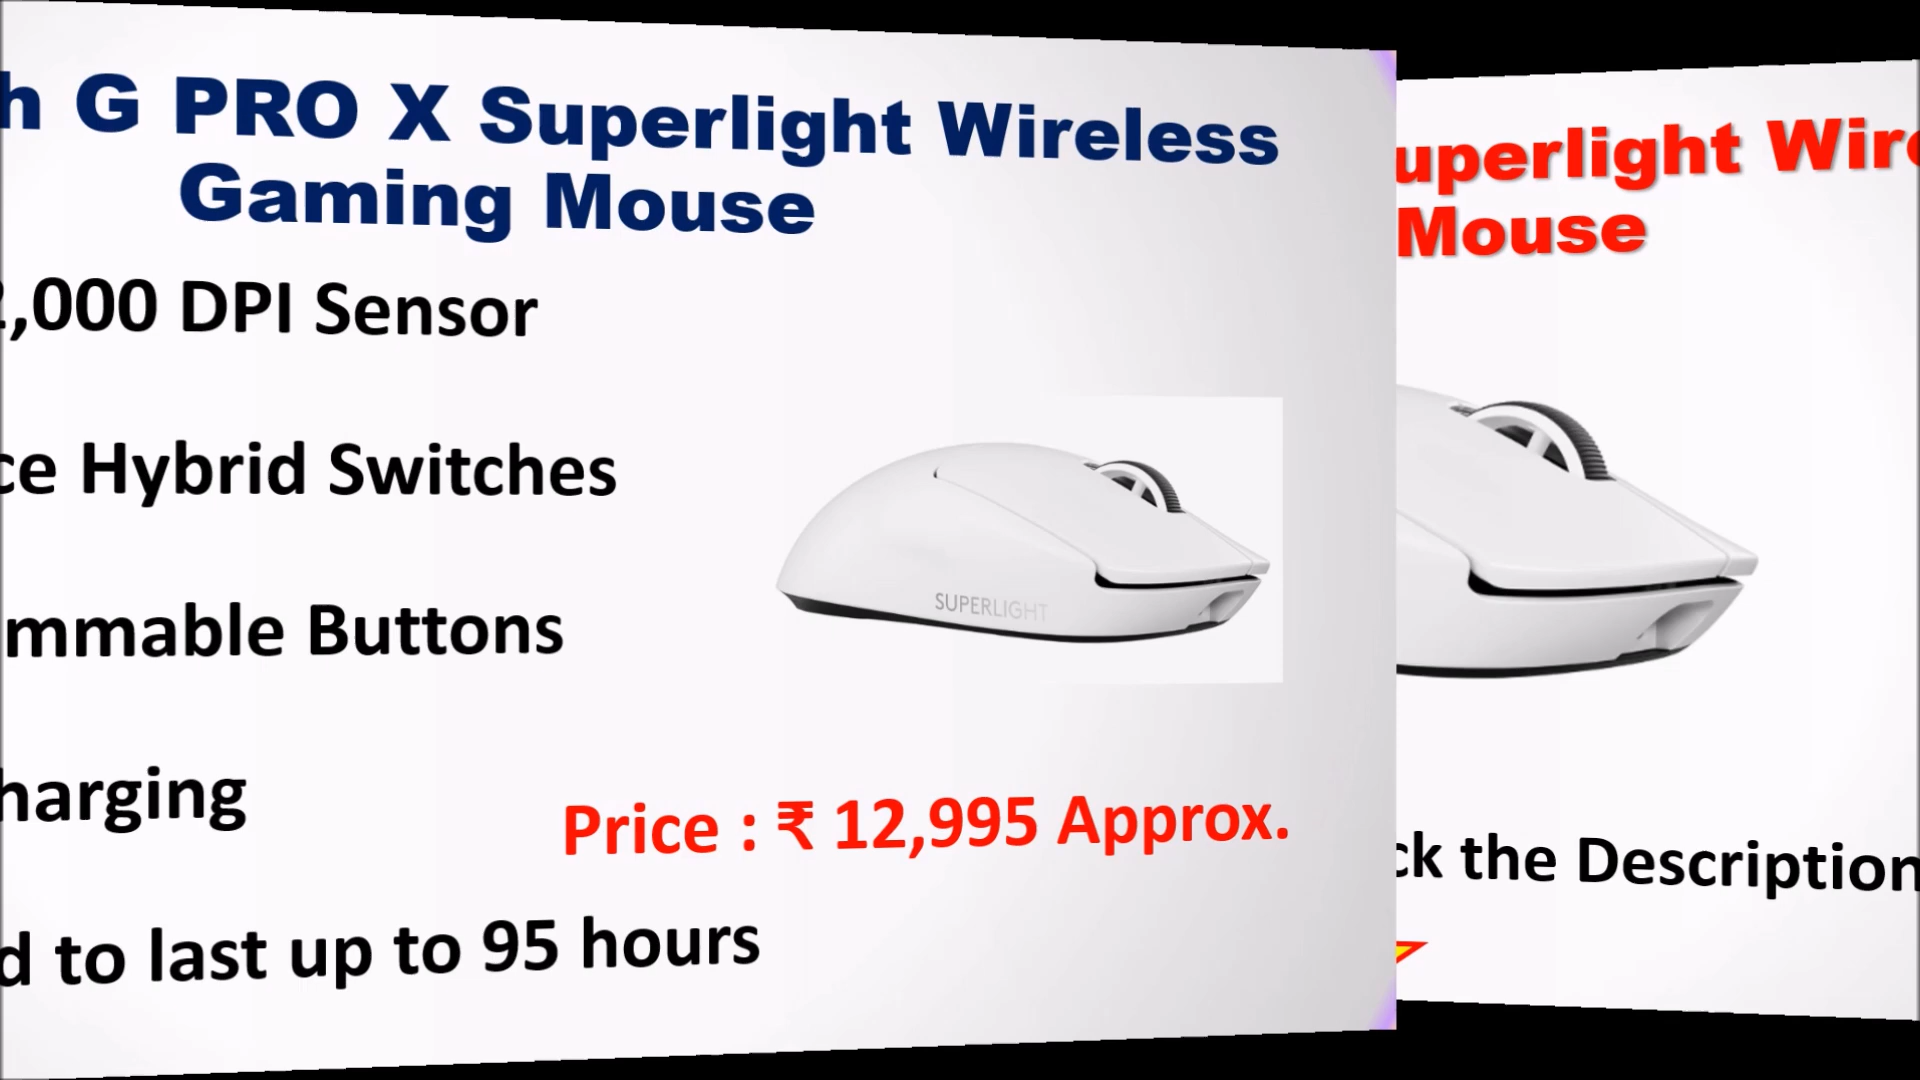 h G PRO X Superlight Wireless
Gaming Mouse
,000 DPI Sensor
ce Hybrid Switches
mmable Buttons
harging
Price : ₹ 12,995 Approx.
d to last up to 95 hours
SUPERLIGHT
uperlight Wire
Mouse
ck the Description